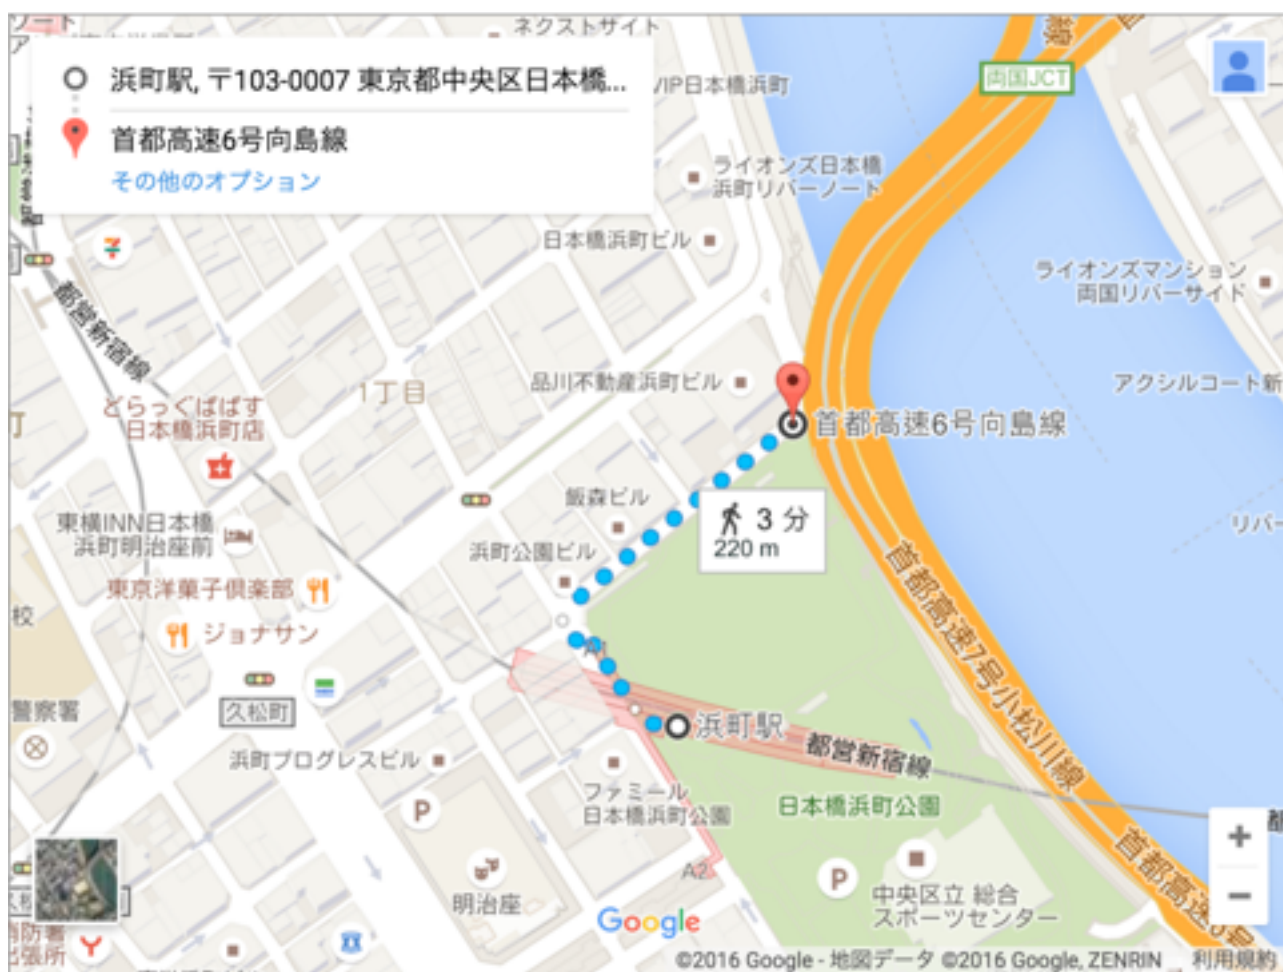 ネクストサイト
浜町駅, 〒103-0007 東京都中央区日本橋...
VIP日本橋浜町
両国JCT
首都高速6号向島線
その他のオプション
ライオンズ日本橋
浜町リバーノート
日本橋浜町ビル
ライオンズマンション
両国リバーサイド
都営新宿線
品川不動産浜町ビル
アクシルコート新
1丁目
どらっぐぱぱす
日本橋浜町店
首都高速6号向島線
飯森ビル
3 分
220 m
東横INN日本橋
浜町明治座前
浜町公園ビル
リバー
首都高速7号小松川線
東京洋菓子倶楽部
ジョナサン
校
A1
久松町
警察署
浜町駅
都営新宿線
浜町プログレスビル
ファミール
日本橋浜町公園
日本橋浜町公園
P
+
首都高速6号
A2
P
中央区立 総合
スポーツセンター
−
明治座
Google
消防署
出張所
©2016 Google - 地図データ ©2016 Google, ZENRIN
利用規約